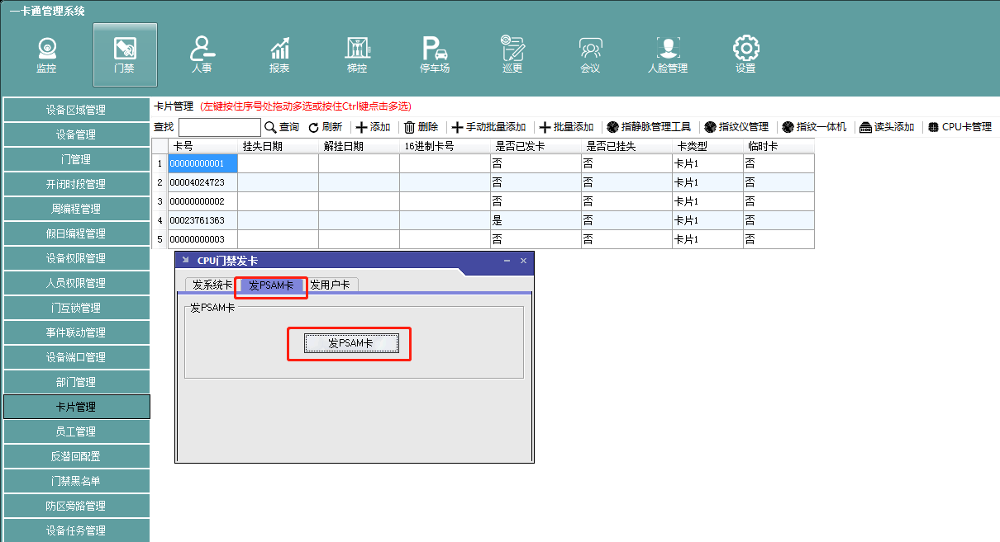 一卡通管理系统
监控 门禁 人事 报表 梯控 停车场 巡更 会议 人脸管理 设置
设备区域管理
设备管理
门管理
开闭时段管理
周编程管理
假日编程管理
设备权限管理
人员权限管理
门互锁管理
事件联动管理
设备端口管理
部门管理
卡片管理
员工管理
反潜回配置
门禁黑名单
防区旁路管理
设备任务管理
卡片管理 (左键按住序号处拖动多选或按住Ctrl键点击多选)
查找 查询 刷新 添加 删除 手动批量添加 批量添加 指静脉管理工具 指纹仪管理 指纹一体机 读头添加 CPU卡管理
卡号 挂失日期 解挂日期 16进制卡号 是否已发卡 是否已挂失 卡类型 临时卡
1 00000000001 否 否 卡片1 否
2 00004024723 否 否 卡片1 否
3 00000000002 否 否 卡片1 否
4 00023761363 是 否 卡片1 否
5 00000000003 否 否 卡片1 否
CPU门禁发卡
发系统卡 发PSAM卡 发用户卡
发PSAM卡
发PSAM卡